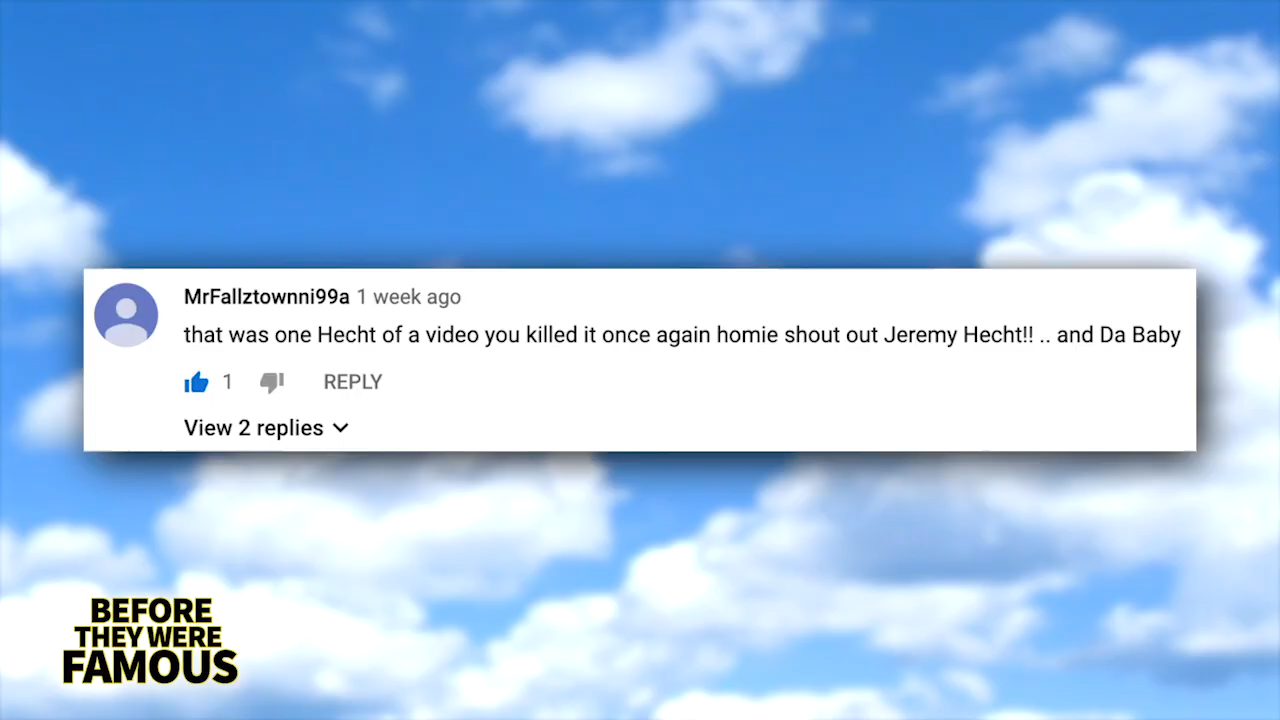 MrFallztownni99a 1 week ago
that was one Hecht of a video you killed it once again homie shout out Jeremy Hecht!! .. and Da Baby
1 REPLY
View 2 replies
BEFORE
THEY WERE
FAMOUS